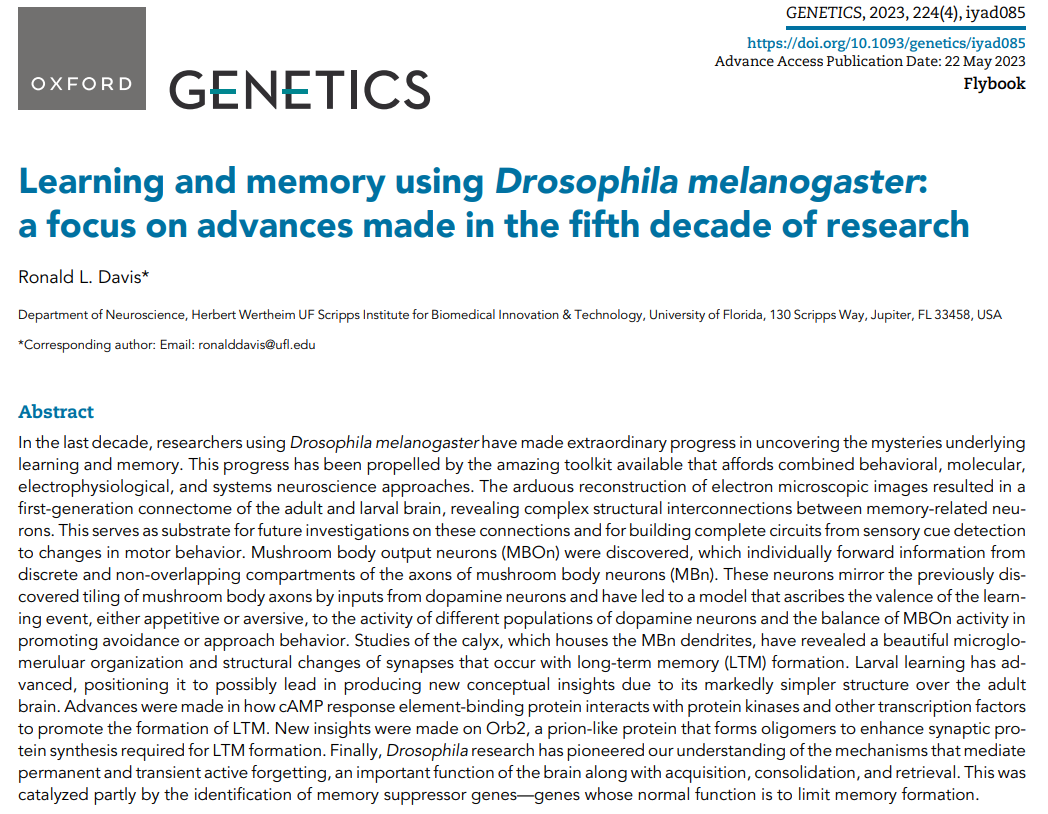 OXFORD
GENETICS
GENETICS, 2023, 224(4), iyad085
https://doi.org/10.1093/genetics/iyad085
Advance Access Publication Date: 22 May 2023
Flybook
Learning and memory using Drosophila melanogaster:
a focus on advances made in the fifth decade of research
Ronald L. Davis*
Department of Neuroscience, Herbert Wertheim UF Scripps Institute for Biomedical Innovation & Technology, University of Florida, 130 Scripps Way, Jupiter, FL 33458, USA
*Corresponding author: Email: ronalddavis@ufl.edu
Abstract
In the last decade, researchers using Drosophila melanogaster have made extraordinary progress in uncovering the mysteries underlying
learning and memory. This progress has been propelled by the amazing toolkit available that affords combined behavioral, molecular,
electrophysiological, and systems neuroscience approaches. The arduous reconstruction of electron microscopic images resulted in a
first-generation connectome of the adult and larval brain, revealing complex structural interconnections between memory-related neu-
rons. This serves as substrate for future investigations on these connections and for building complete circuits from sensory cue detection
to changes in motor behavior. Mushroom body output neurons (MBOn) were discovered, which individually forward information from
discrete and non-overlapping compartments of the axons of mushroom body neurons (MBn). These neurons mirror the previously dis-
covered tiling of mushroom body axons by inputs from dopamine neurons and have led to a model that ascribes the valence of the learn-
ing event, either appetitive or aversive, to the activity of different populations of dopamine neurons and the balance of MBOn activity in
promoting avoidance or approach behavior. Studies of the calyx, which houses the MBn dendrites, have revealed a beautiful microglo-
meruluar organization and structural changes of synapses that occur with long-term memory (LTM) formation. Larval learning has ad-
vanced, positioning it to possibly lead in producing new conceptual insights due to its markedly simpler structure over the adult
brain. Advances were made in how cAMP response element-binding protein interacts with protein kinases and other transcription factors
to promote the formation of LTM. New insights were made on Orb2, a prion-like protein that forms oligomers to enhance synaptic pro-
tein synthesis required for LTM formation. Finally, Drosophila research has pioneered our understanding of the mechanisms that mediate
permanent and transient active forgetting, an important function of the brain along with acquisition, consolidation, and retrieval. This was
catalyzed partly by the identification of memory suppressor genes—genes whose normal function is to limit memory formation.